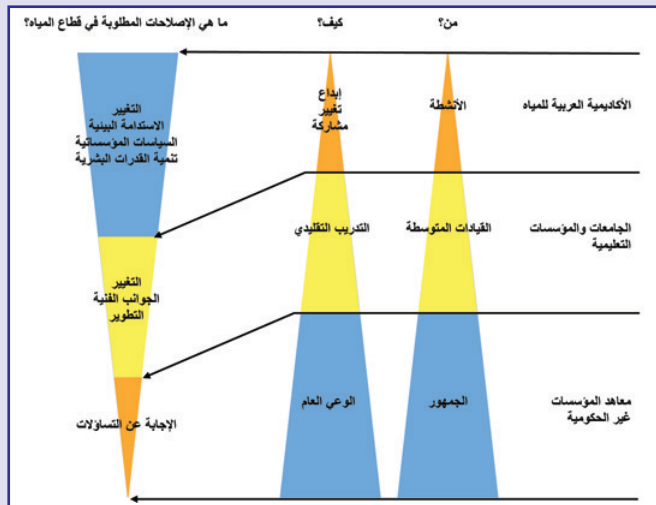 من؟
كيف؟
ما هي الإصلاحات المطلوبة في قطاع المياه؟
الأكاديمية العربية للمياه
الأنشطة
إبداع
تغيير
مشاركة
التغيير
الاستدامة البيئية
السياسات المؤسساتية
تنمية القدرات البشرية
الجامعات والمؤسسات
التعليمية
القيادات المتوسطة
التدريب التقليدي
التغيير
الجوانب الفنية
التطوير
معاهد المؤسسات
غير الحكومية
الجمهور
الوعي العام
الإجابة عن التساؤلات